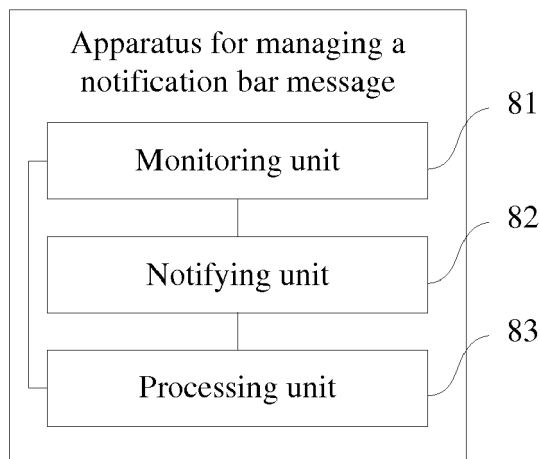 Apparatus for managing a
notification bar message
Monitoring unit
81
Notifying unit
82
Processing unit
83